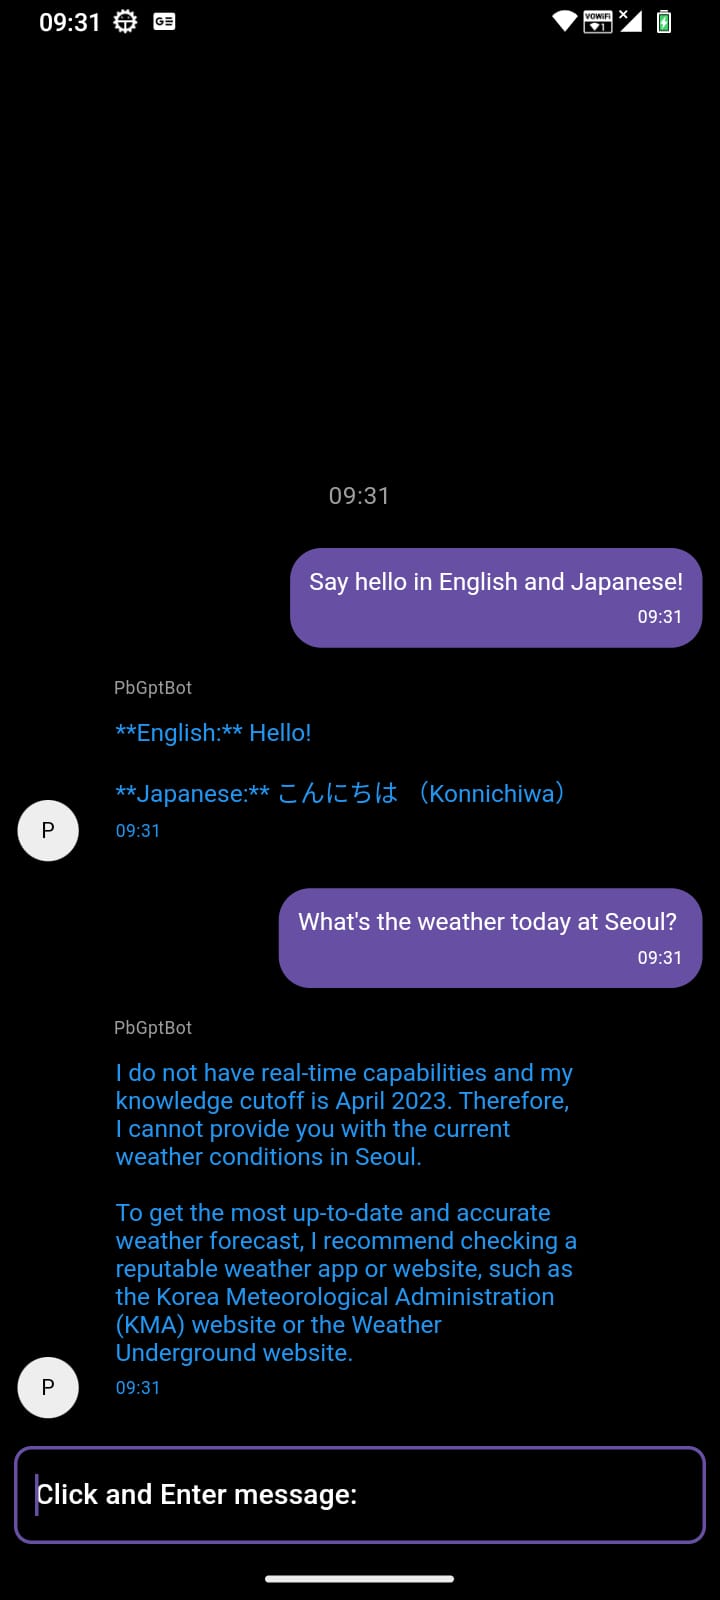 09:31
GE
VOWIFI
1
09:31
Say hello in English and Japanese!
09:31
PbGptBot
**English:** Hello!
**Japanese:** こんにちは （Konnichiwa）
P
09:31
What's the weather today at Seoul?
09:31
PbGptBot
I do not have real-time capabilities and my
knowledge cutoff is April 2023. Therefore,
I cannot provide you with the current
weather conditions in Seoul.
To get the most up-to-date and accurate
weather forecast, I recommend checking a
reputable weather app or website, such as
the Korea Meteorological Administration
(KMA) website or the Weather
Underground website.
P
09:31
Click and Enter message: